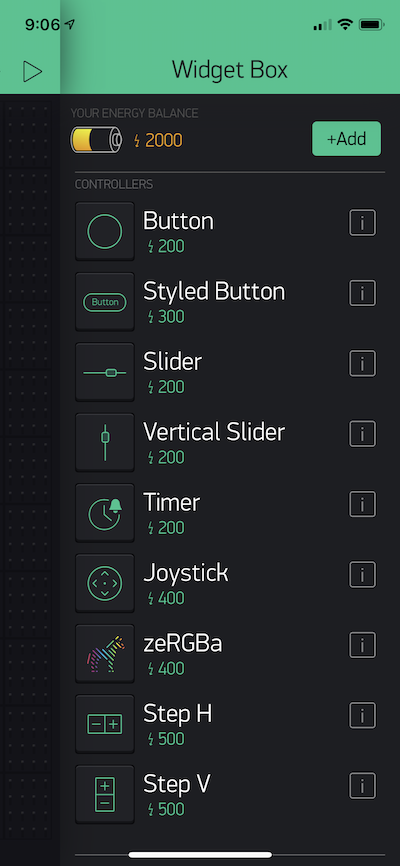 9:06
Widget Box
YOUR ENERGY BALANCE
2000
+Add
CONTROLLERS
Button
200
i
Button
Styled Button
300
i
Slider
200
i
Vertical Slider
200
i
Timer
200
i
Joystick
400
i
zeRGBa
400
i
Step H
500
i
Step V
500
i